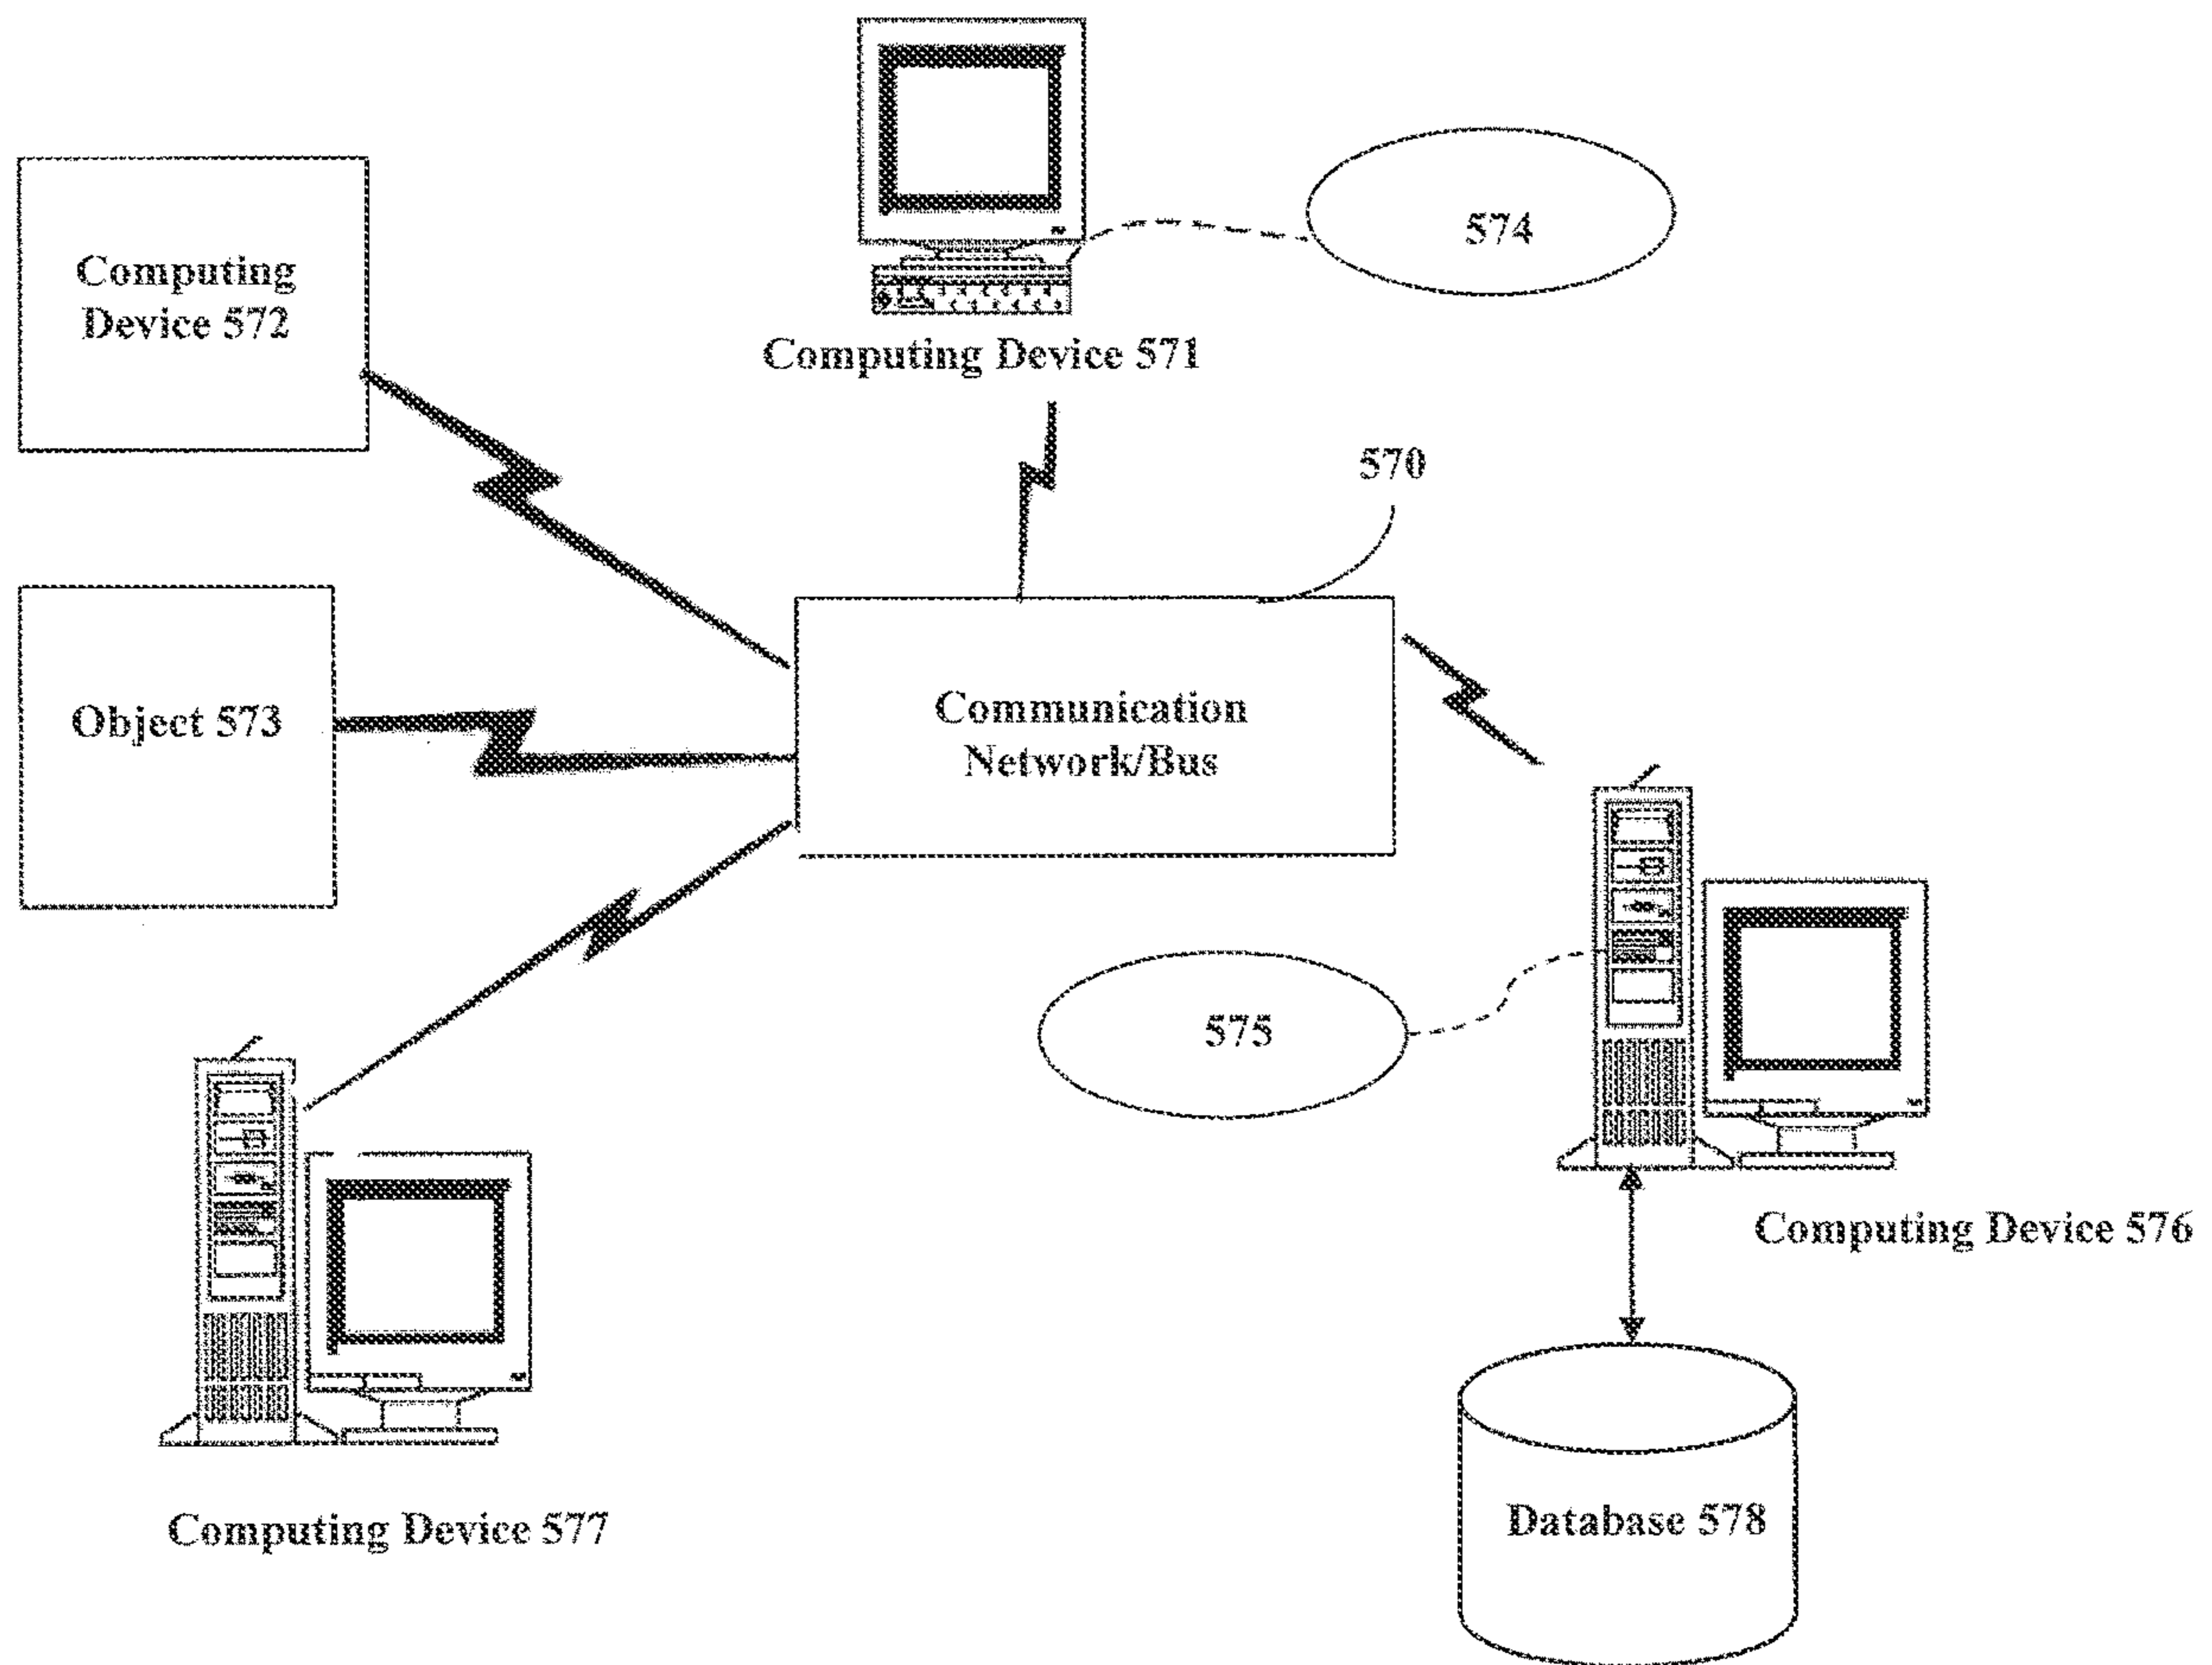 574
Computing
Device 572
Computing Device 571
570
Object 573
Communication
Network/Bus
575
Computing Device 576
Computing Device 577
Database 578